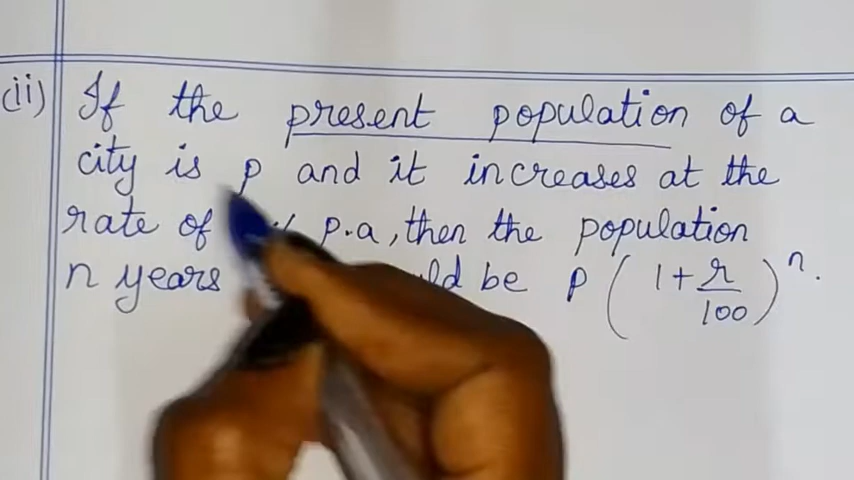 (ii) If the present population of a
city is p and it increases at the
rate of % p.a, then the population
n years be p (1 + r/100)^n.